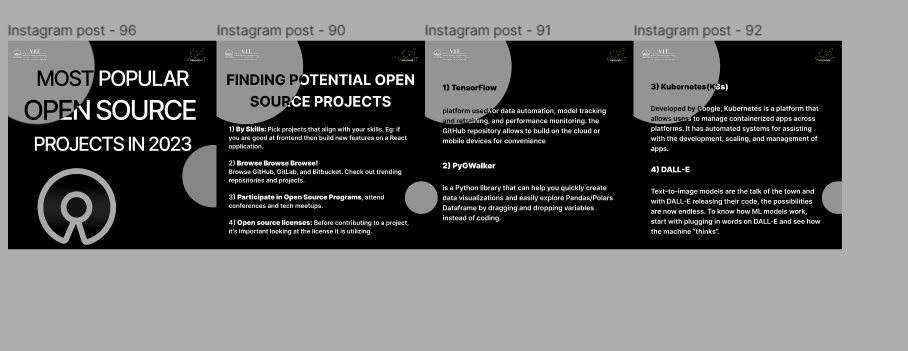 Instagram post - 96
VIT
MOST POPULAR
OPEN SOURCE
PROJECTS IN 2023
Instagram post - 90
VIT
FINDING POTENTIAL OPEN
SOURCE PROJECTS
1) By Skills: Pick projects that align with your skills. Eg: if
you are good at frontend then build new features on a React
application.
2) Browse Browse Browse!
Browse GitHub, GitLab, and Bitbucket. Check out trending
repositories and projects.
3) Participate in Open Source Programs, attend
conferences and tech meetups.
4) Open source licenses: Before contributing to a project,
it's important looking at the license it is utilizing.
Instagram post - 91
VIT
1) TensorFlow
platform used for data automation, model tracking
and retraining, and performance monitoring. the
GitHub repository allows to build on the cloud or
mobile devices for convenience
2) PyGWalker
is a Python library that can help you quickly create
data visualizations and easily explore Pandas/Polars
Dataframe by dragging and dropping variables
instead of coding.
Instagram post - 92
VIT
3) Kubernetes(K8s)
Developed by Google, Kubernetes is a platform that
allows users to manage containerized apps across
platforms. It has automated systems for assisting
with the development, scaling, and management of
apps.
4) DALL-E
Text-to-image models are the talk of the town and
with DALL-E releasing their code, the possibilities
are now endless. To know how ML models work,
start with plugging in words on DALL-E and see how
the machine "thinks".